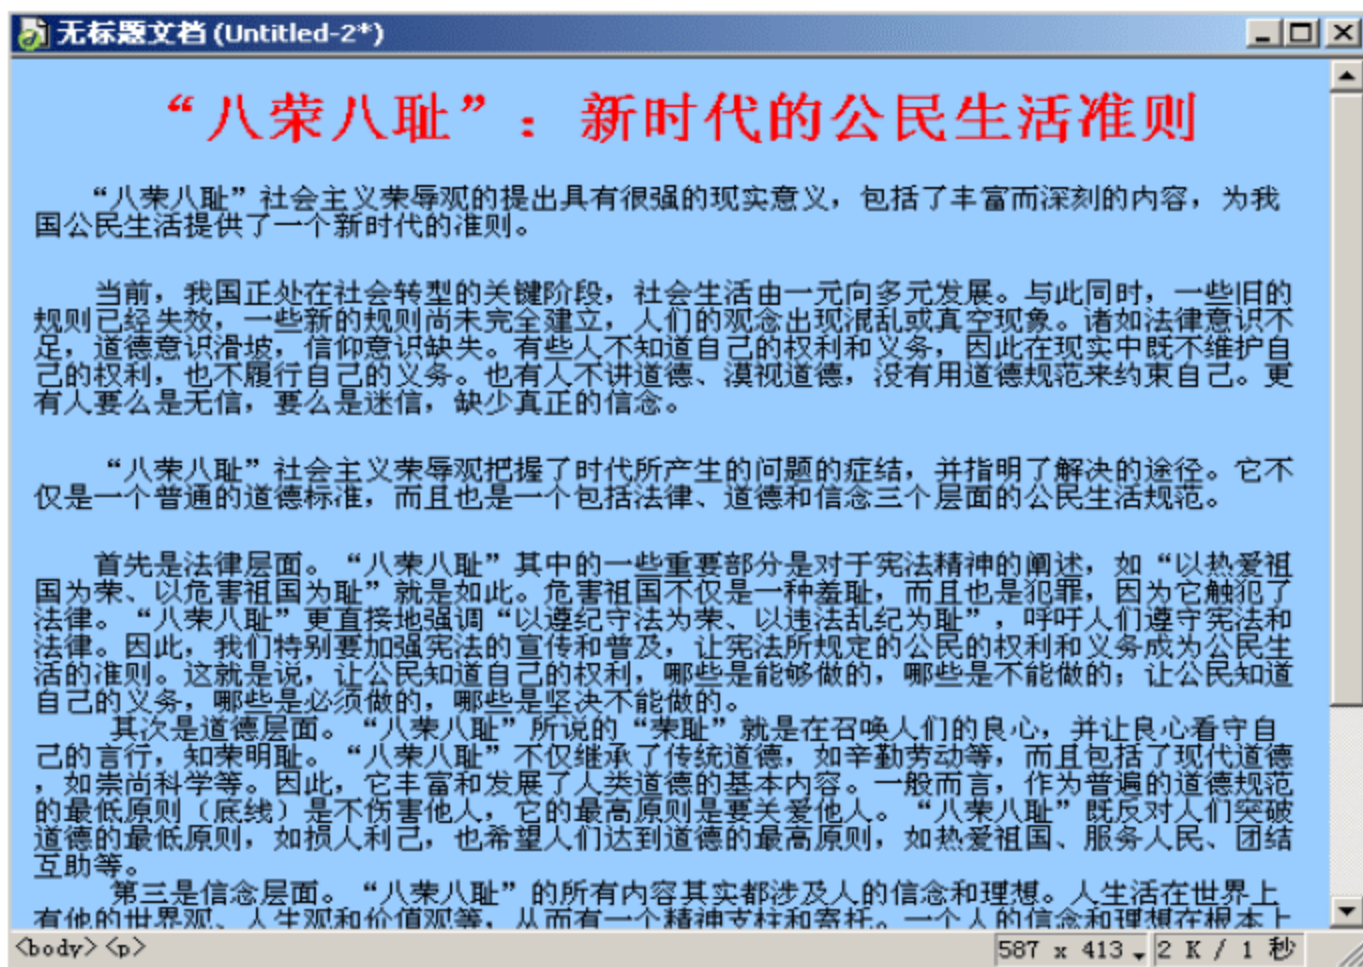 无标题文档 (Untitled-2*)
“八荣八耻”：新时代的公民生活准则
“八荣八耻”社会主义荣辱观的提出具有很强的现实意义，包括了丰富而深刻的内容，为我
国公民生活提供了一个新时代的准则。
当前，我国正处在社会转型的关键阶段，社会生活由一元向多元发展。与此同时，一些旧的
规则已经失效，一些新的规则尚未完全建立，人们的观念出现混乱或真空现象。诸如法律意识不
足，道德意识滑坡，信仰意识缺失。有些人不知道自己的权利和义务，因此在现实中既不维护自
己的权利，也不履行自己的义务。也有人不讲道德、漠视道德，没有用道德规范来约束自己。更
有人要么是无信，要么是迷信，缺少真正的信念。
“八荣八耻”社会主义荣辱观把握了时代所产生的问题的症结，并指明了解决的途径。它不
仅是一个普通的道德标准，而且也是一个包括法律、道德和信念三个层面的公民生活规范。
首先是法律层面。“八荣八耻”其中的一些重要部分是对于宪法精神的阐述，如“以热爱祖
国为荣、以危害祖国为耻”就是如此。危害祖国不仅是一种羞耻，而且也是犯罪，因为它触犯了
法律。“八荣八耻”更直接地强调“以遵纪守法为荣、以违法乱纪为耻”，呼吁人们遵守宪法和
法律。因此，我们特别要加强宪法的宣传和普及，让宪法所规定的公民的权利和义务成为公民生
活的准则。这就是说，让公民知道自己的权利，哪些是能够做的，哪些是不能做的；让公民知道
自己的义务，哪些是必须做的，哪些是坚决不能做的。
其次是道德层面。“八荣八耻”所说的“荣耻”就是在召唤人们的良心，并让良心看守自
己的言行，知荣明耻。“八荣八耻”不仅继承了传统道德，如辛勤劳动等，而且包括了现代道德
，如崇尚科学等。因此，它丰富和发展了人类道德的基本内容。一般而言，作为普遍的道德规范
的最低原则（底线）是不伤害他人，它的最高原则是要关爱他人。“八荣八耻”既反对人们突破
道德的最低原则，如损人利己，也希望人们达到道德的最高原则，如热爱祖国、服务人民、团结
互助等。
第三是信念层面。“八荣八耻”的所有内容其实都涉及人的信念和理想。人生活在世界上
有他的世界观、人生观和价值观等，从而有一个精神支柱和寄托。一个人的信念和理想在根本上
<body> <p>
587 x 413
2 K / 1 秒